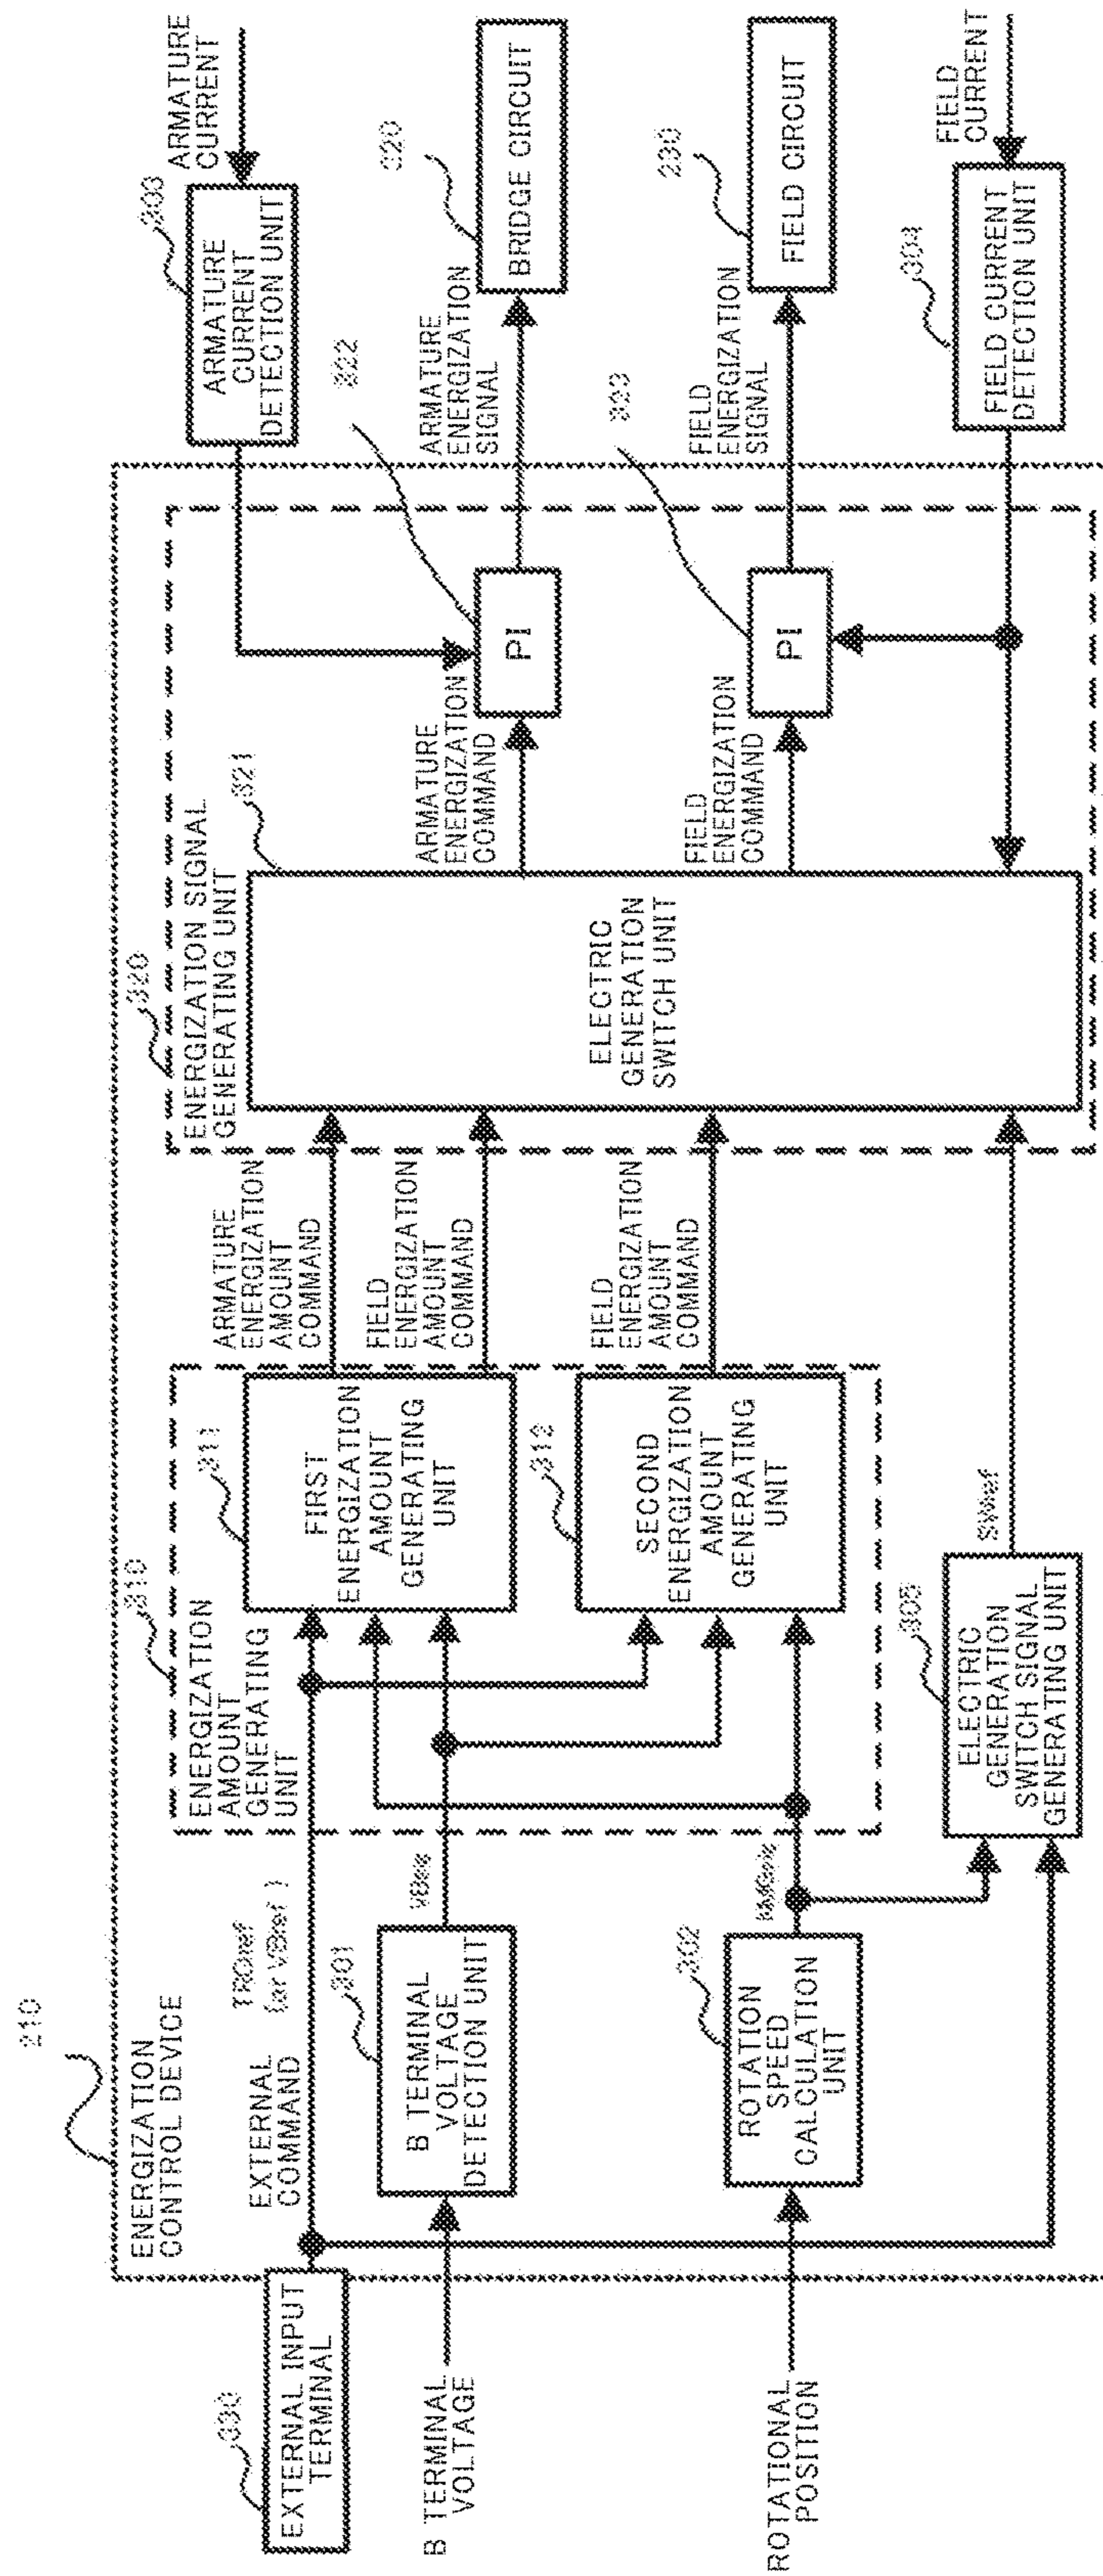 210
ENERGIZATION
CONTROL DEVICE
330
EXTERNAL INPUT
TERMINAL
EXTERNAL
COMMAND
TRQref
(or VBref )
B TERMINAL
VOLTAGE
301
B TERMINAL
VOLTAGE
DETECTION UNIT
ROTATIONAL
POSITION
302
ROTATION
SPEED
CALCULATION
UNIT
310
ENERGIZATION
AMOUNT
GENERATING
UNIT
311
FIRST
ENERGIZATION
AMOUNT
GENERATING
UNIT
312
SECOND
ENERGIZATION
AMOUNT
GENERATING
UNIT
305
ELECTRIC
GENERATION
SWITCH SIGNAL
GENERATING UNIT
SWref
ARMATURE
ENERGIZATION
AMOUNT
COMMAND
FIELD
ENERGIZATION
AMOUNT
COMMAND
FIELD
ENERGIZATION
AMOUNT
COMMAND
320
ENERGIZATION SIGNAL
GENERATING UNIT
321
ELECTRIC
GENERATION
SWITCH UNIT
ARMATURE
ENERGIZATION
COMMAND
FIELD
ENERGIZATION
COMMAND
322
PI
323
PI
ARMATURE
ENERGIZATION
SIGNAL
FIELD
ENERGIZATION
SIGNAL
303
ARMATURE
CURRENT
DETECTION UNIT
ARMATURE
CURRENT
BRIDGE CIRCUIT
230
FIELD CIRCUIT
304
FIELD CURRENT
DETECTION UNIT
FIELD
CURRENT